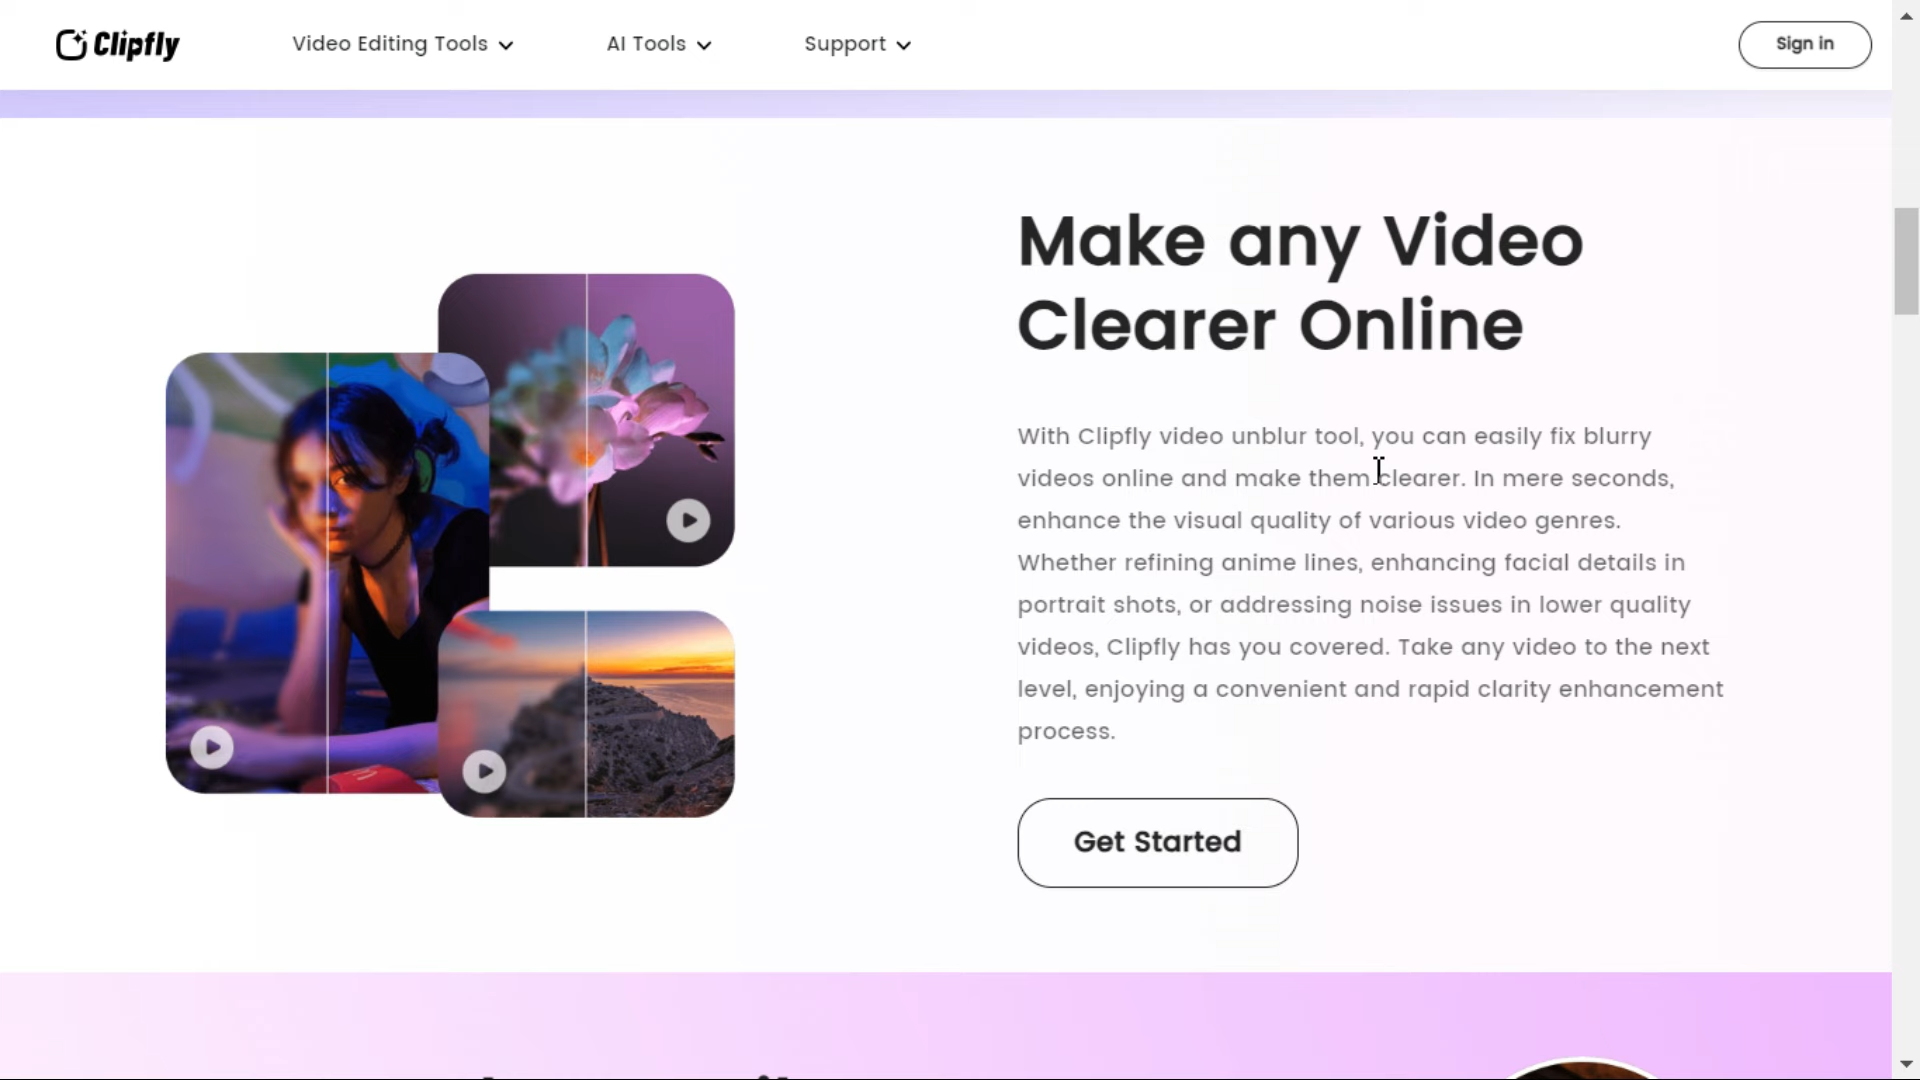 Clipfly
Video Editing Tools
AI Tools
Support
Sign in
Make any Video
Clearer Online
With Clipfly video unblur tool, you can easily fix blurry
videos online and make them clearer. In mere seconds,
enhance the visual quality of various video genres.
Whether refining anime lines, enhancing facial details in
portrait shots, or addressing noise issues in lower quality
videos, Clipfly has you covered. Take any video to the next
level, enjoying a convenient and rapid clarity enhancement
process.
Get Started